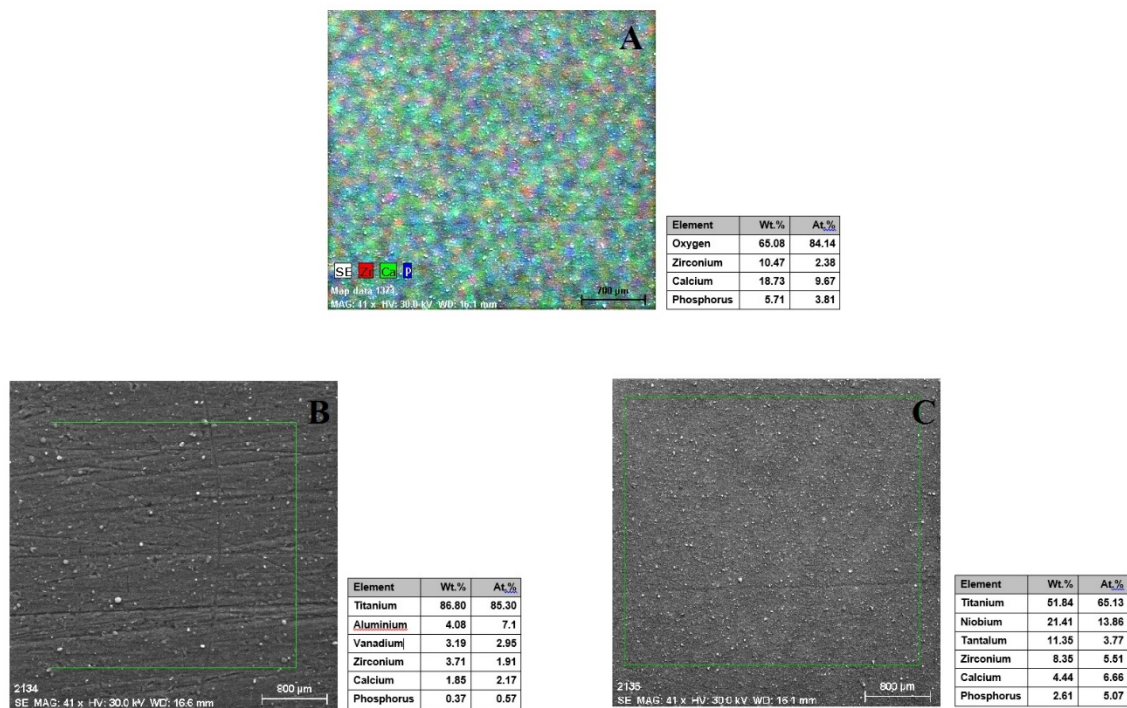 A
SE Zr Ca P
Map data 1373
MAG: 41 x HV: 30.0 kV WD: 16.1 mm
700 µm
Element Wt.% At.%
Oxygen 65.08 84.14
Zirconium 10.47 2.38
Calcium 18.73 9.67
Phosphorus 5.71 3.81
B
2134
SE MAG: 41 x HV: 30.0 kV WD: 16.6 mm
800 µm
Element Wt.% At.%
Titanium 86.80 85.30
Aluminium 4.08 7.1
Vanadium 3.19 2.95
Zirconium 3.71 1.91
Calcium 1.85 2.17
Phosphorus 0.37 0.57
C
2135
SE MAG: 41 x HV: 30.0 kV WD: 16.1 mm
800 µm
Element Wt.% At.%
Titanium 51.84 65.13
Niobium 21.41 13.86
Tantalum 11.35 3.77
Zirconium 8.35 5.51
Calcium 4.44 6.66
Phosphorus 2.61 5.07